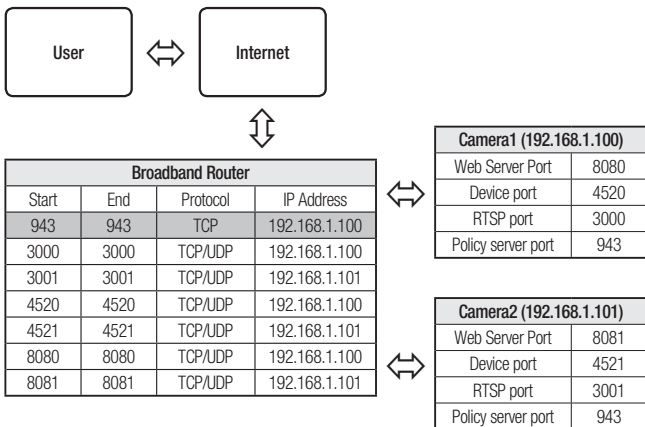 User
Internet
Broadband Router
Start End Protocol IP Address
943 943 TCP 192.168.1.100
3000 3000 TCP/UDP 192.168.1.100
3001 3001 TCP/UDP 192.168.1.101
4520 4520 TCP/UDP 192.168.1.100
4521 4521 TCP/UDP 192.168.1.101
8080 8080 TCP/UDP 192.168.1.100
8081 8081 TCP/UDP 192.168.1.101
Camera1 (192.168.1.100)
Web Server Port 8080
Device port 4520
RTSP port 3000
Policy server port 943
Camera2 (192.168.1.101)
Web Server Port 8081
Device port 4521
RTSP port 3001
Policy server port 943